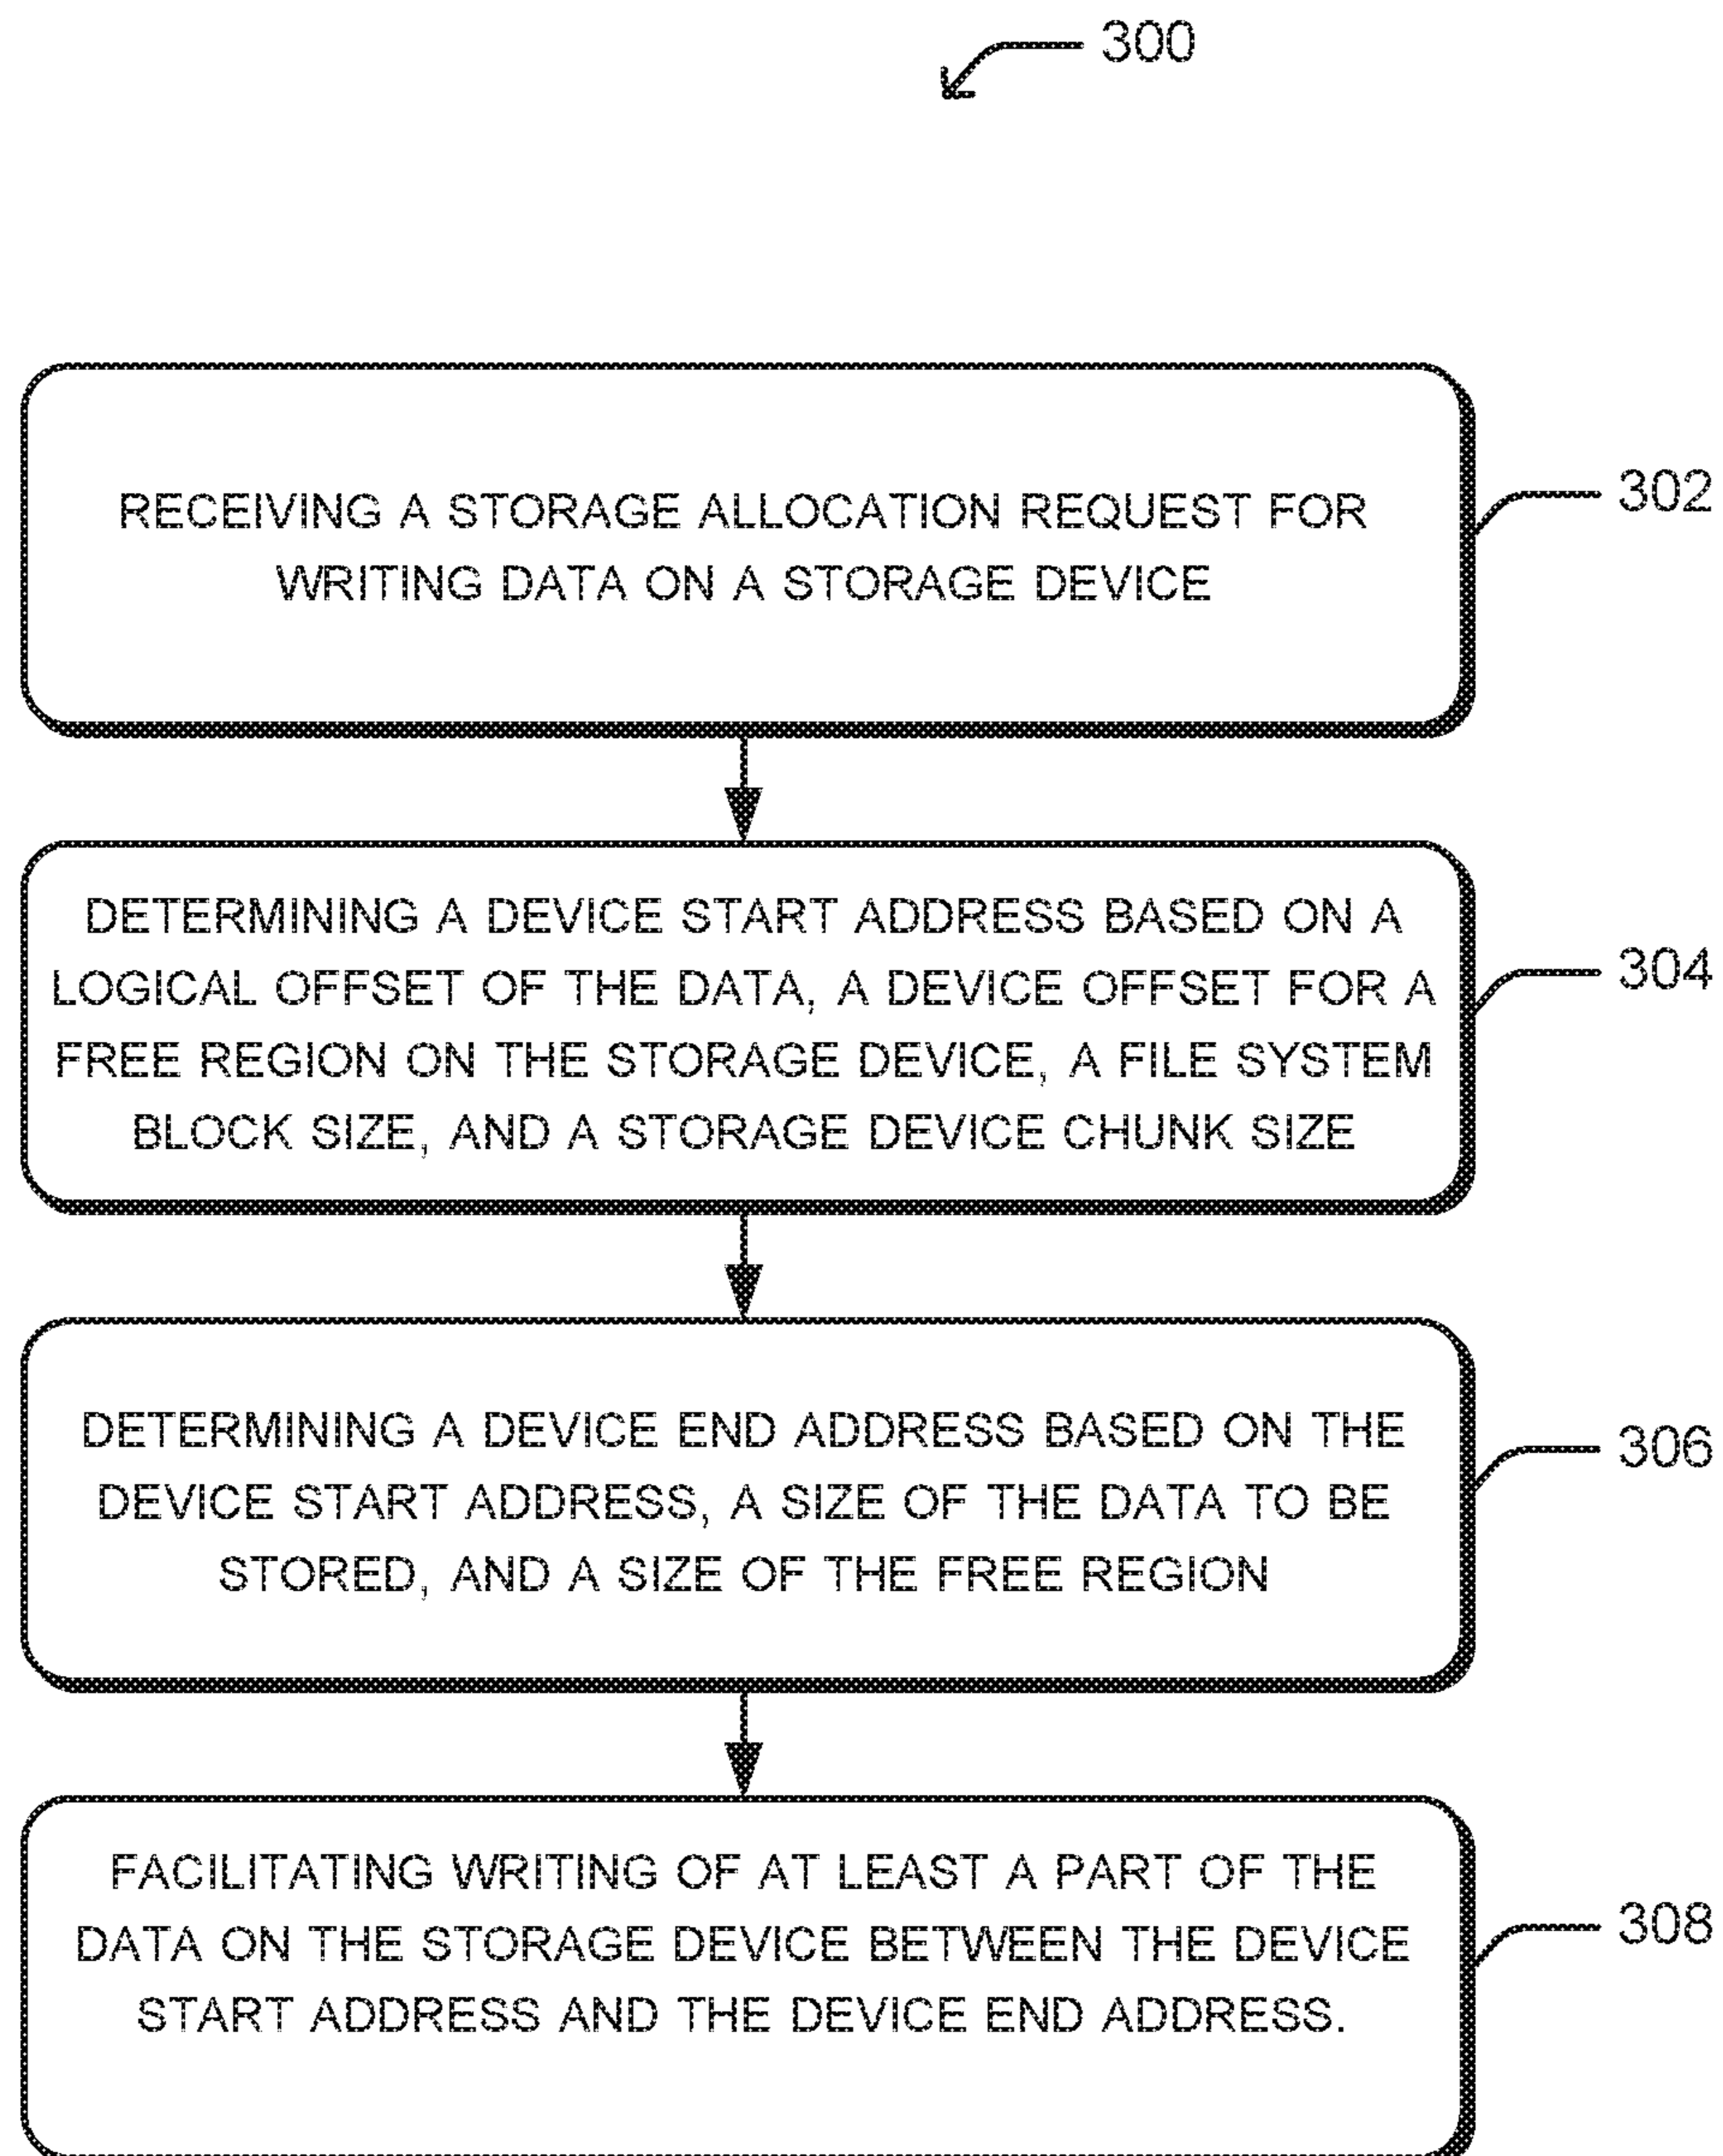 300
RECEIVING A STORAGE ALLOCATION REQUEST FOR
WRITING DATA ON A STORAGE DEVICE
302
DETERMINING A DEVICE START ADDRESS BASED ON A
LOGICAL OFFSET OF THE DATA, A DEVICE OFFSET FOR A
FREE REGION ON THE STORAGE DEVICE, A FILE SYSTEM
BLOCK SIZE, AND A STORAGE DEVICE CHUNK SIZE
304
DETERMINING A DEVICE END ADDRESS BASED ON THE
DEVICE START ADDRESS, A SIZE OF THE DATA TO BE
STORED, AND A SIZE OF THE FREE REGION
306
FACILITATING WRITING OF AT LEAST A PART OF THE
DATA ON THE STORAGE DEVICE BETWEEN THE DEVICE
START ADDRESS AND THE DEVICE END ADDRESS.
308